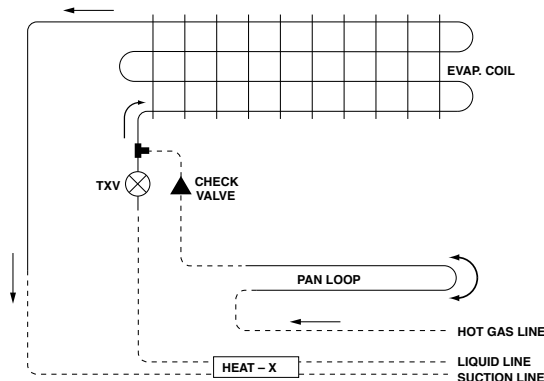 EVAP. COIL
TXV
CHECK
VALVE
PAN LOOP
HOT GAS LINE
HEAT – X
LIQUID LINE
SUCTION LINE